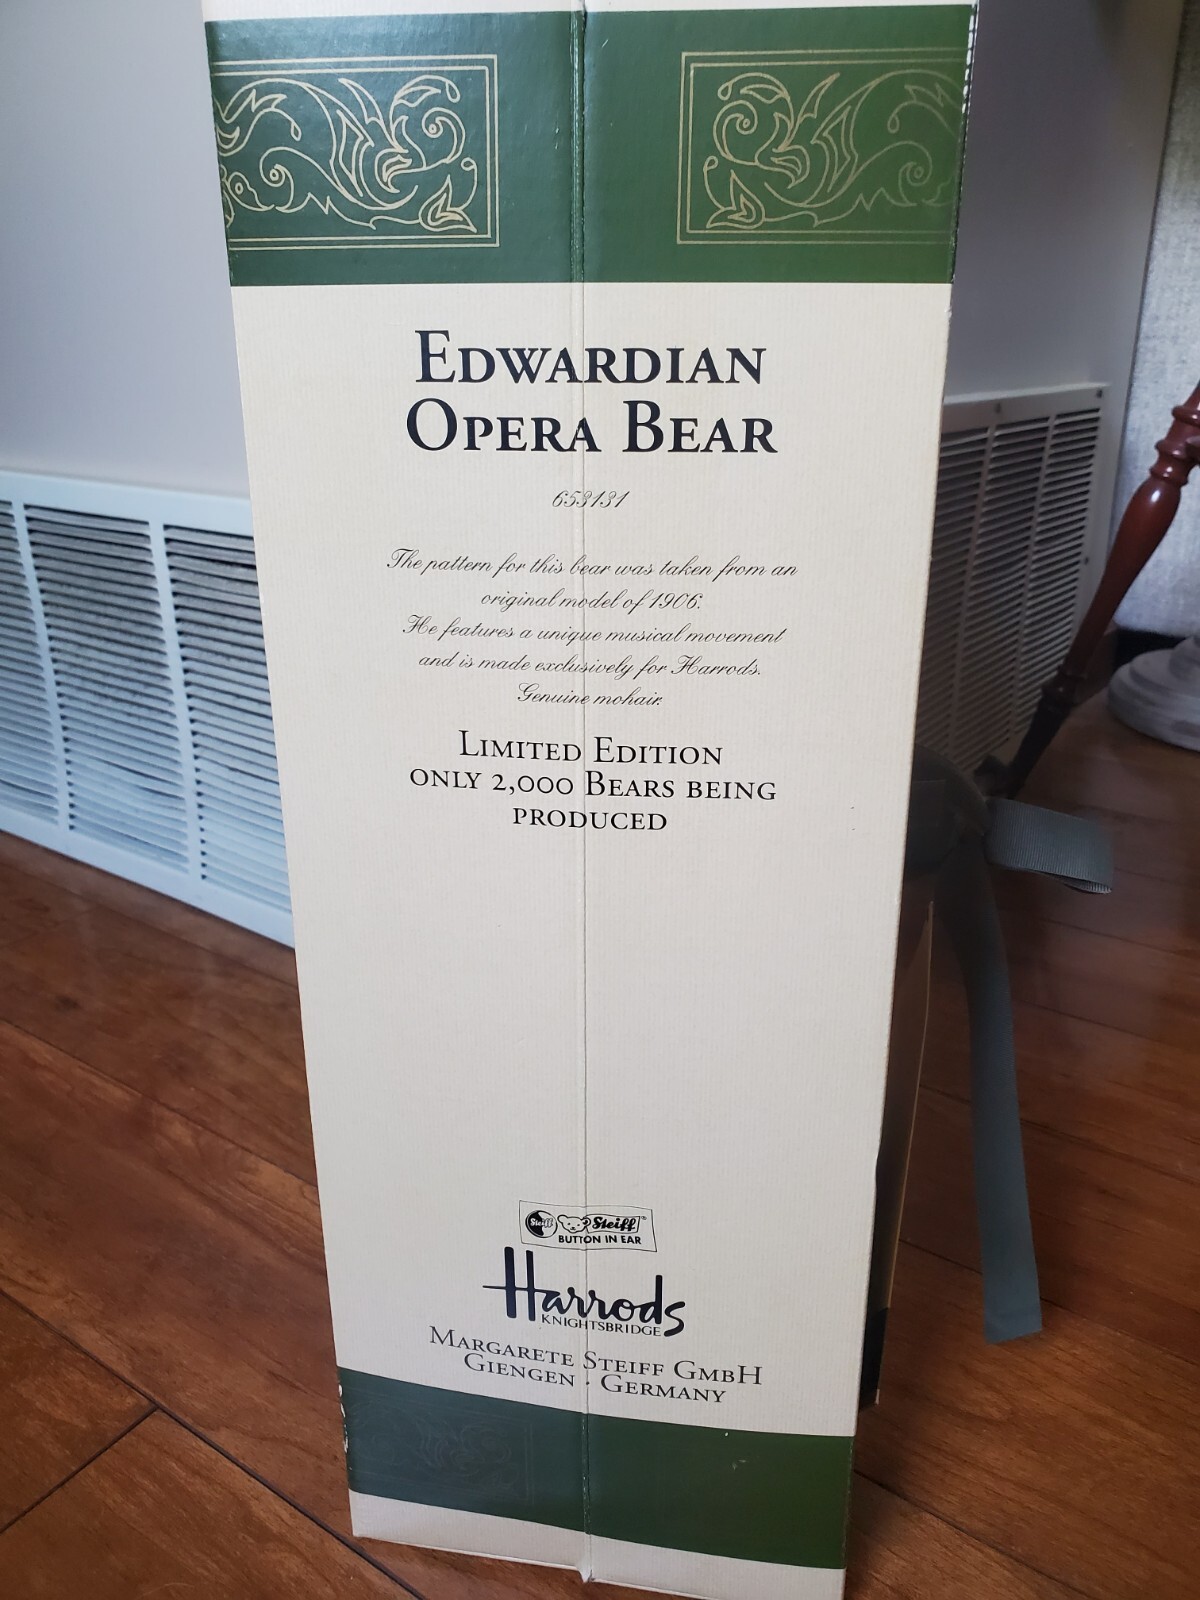 EDWARDIAN
OPERA BEAR
653131
The pattern for this bear was taken from an
original model of 1906.
He features a unique musical movement
and is made exclusively for Harrods.
Genuine mohair.
LIMITED EDITION
ONLY 2,000 BEARS BEING
PRODUCED
Steiff Steiff®
BUTTON IN EAR
Harrods
KNIGHTSBRIDGE
MARGARETE STEIFF GMBH
GIENGEN · GERMANY